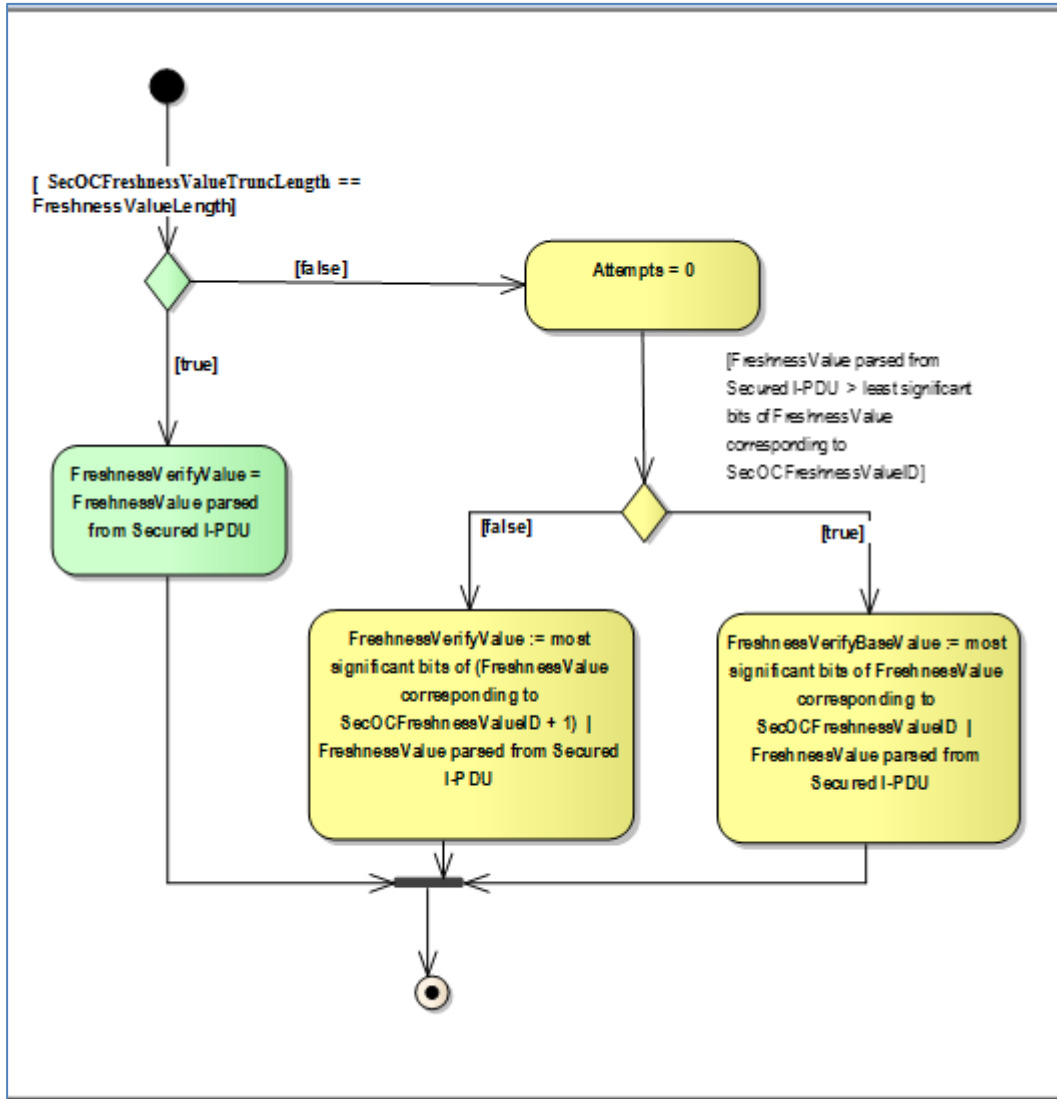 [ SecOCFreshnessValueTruncLength ==
FreshnessValueLength]
[false]
Attempts = 0
[true]
[FreshnessValue parsed from
Secured I-PDU > least significant
bits of FreshnessValue
corresponding to
SecOCFreshnessValueID]
FreshnessVerifyValue =
FreshnessValue parsed
from Secured I-PDU
[false]
[true]
FreshnessVerifyValue := most
significant bits of (FreshnessValue
corresponding to
SecOCFreshnessValueID + 1) |
FreshnessValue parsed from Secured
I-PDU
FreshnessVerifyBaseValue := most
significant bits of FreshnessValue
corresponding to
SecOCFreshnessValueID |
FreshnessValue parsed from
Secured I-PDU